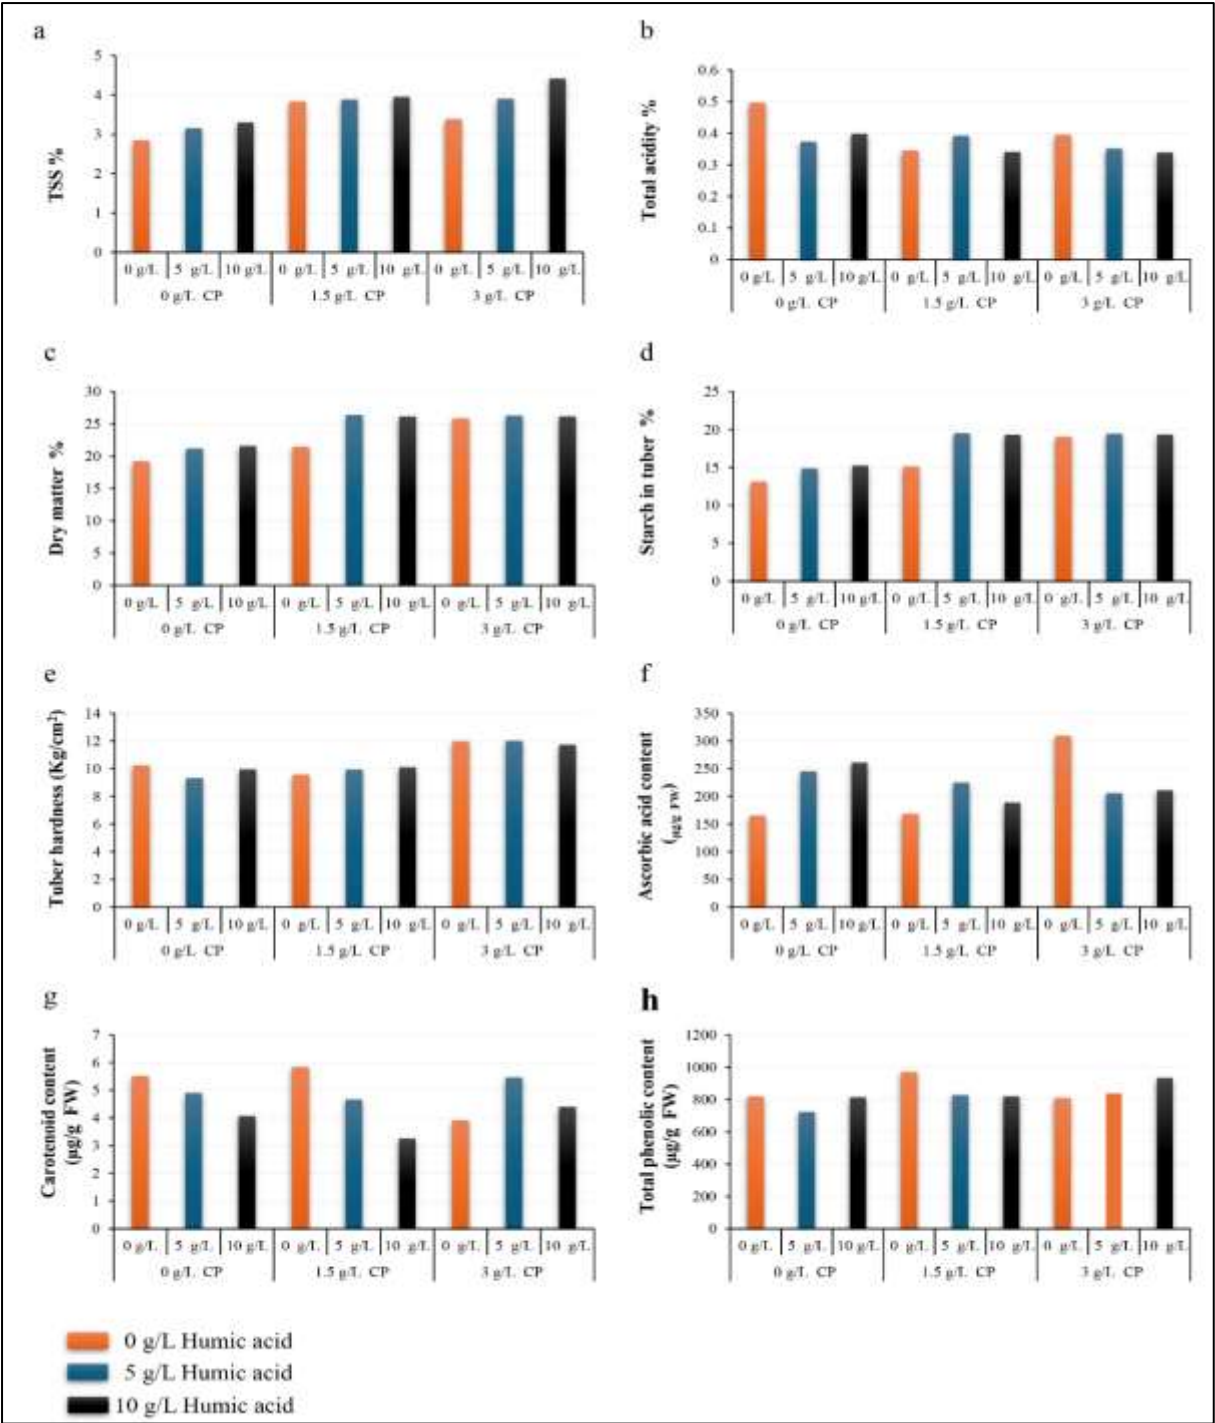 a
5
4
3
2
1
0
TSS %
0 g/L 5 g/L 10 g/L 0 g/L 5 g/L 10 g/L 0 g/L 5 g/L 10 g/L
0 g/L CP 1.5 g/L CP 3 g/L CP
b
0.6
0.5
0.4
0.3
0.2
0.1
0
Total acidity %
0 g/L 5 g/L 10 g/L 0 g/L 5 g/L 10 g/L 0 g/L 5 g/L 10 g/L
0 g/L CP 1.5 g/L CP 3 g/L CP
c
30
25
20
15
10
5
0
Dry matter %
0 g/L 5 g/L 10 g/L 0 g/L 5 g/L 10 g/L 0 g/L 5 g/L 10 g/L
0 g/L CP 1.5 g/L CP 3 g/L CP
d
25
20
15
10
5
0
Starch in tuber %
0 g/L 5 g/L 10 g/L 0 g/L 5 g/L 10 g/L 0 g/L 5 g/L 10 g/L
0 g/L CP 1.5 g/L CP 3 g/L CP
e
14
12
10
8
6
4
2
0
Tuber hardness (Kg/cm²)
0 g/L 5 g/L 10 g/L 0 g/L 5 g/L 10 g/L 0 g/L 5 g/L 10 g/L
0 g/L CP 1.5 g/L CP 3 g/L CP
f
350
300
250
200
150
100
50
0
Ascorbic acid content
(µg/g FW)
0 g/L 5 g/L 10 g/L 0 g/L 5 g/L 10 g/L 0 g/L 5 g/L 10 g/L
0 g/L CP 1.5 g/L CP 3 g/L CP
g
7
6
5
4
3
2
1
0
Carotenoid content
(µg/g FW)
0 g/L 5 g/L 10 g/L 0 g/L 5 g/L 10 g/L 0 g/L 5 g/L 10 g/L
0 g/L CP 1.5 g/L CP 3 g/L CP
h
1200
1000
800
600
400
200
0
Total phenolic content
(µg/g FW)
0 g/L 5 g/L 10 g/L 0 g/L 5 g/L 10 g/L 0 g/L 5 g/L 10 g/L
0 g/L CP 1.5 g/L CP 3 g/L CP
0 g/L Humic acid
5 g/L Humic acid
10 g/L Humic acid